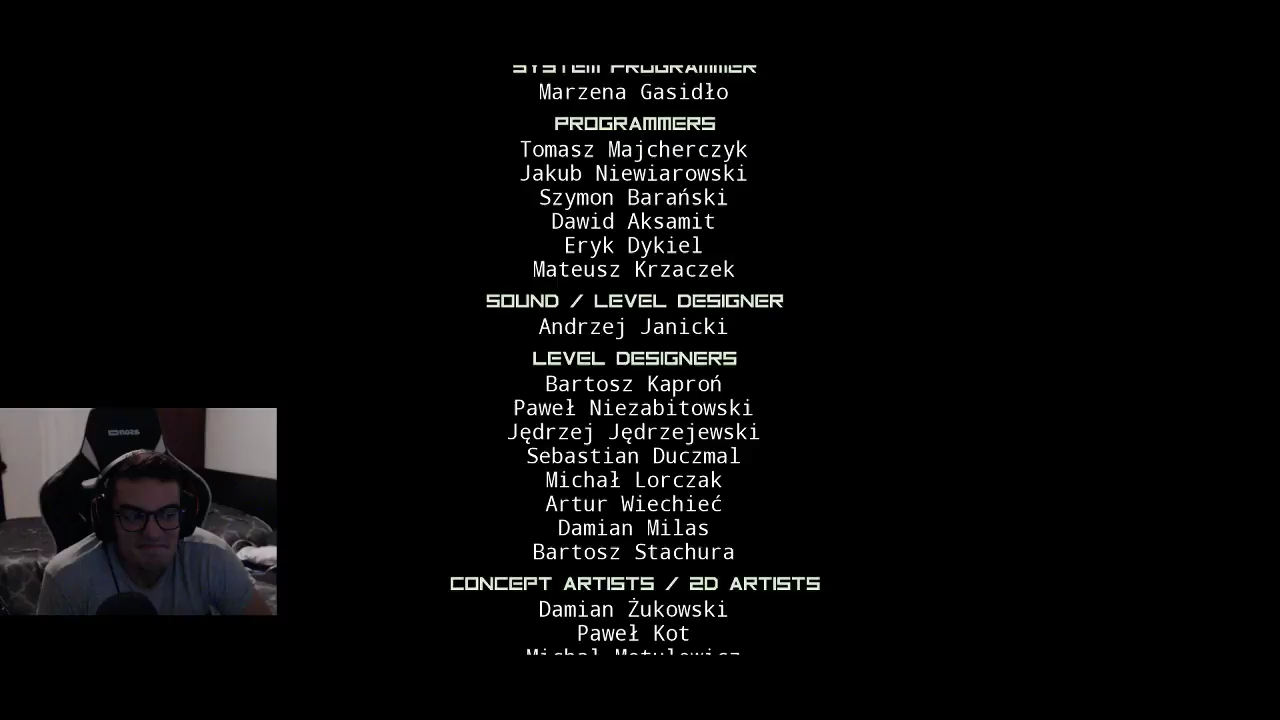 SYSTEM PROGRAMMER
Marzena Gasidło
PROGRAMMERS
Tomasz Majcherczyk
Jakub Niewiarowski
Szymon Barański
Dawid Aksamit
Eryk Dykiel
Mateusz Krzaczek
SOUND / LEVEL DESIGNER
Andrzej Janicki
LEVEL DESIGNERS
Bartosz Kaproń
Paweł Niezabitowski
Jędrzej Jędrzejewski
Sebastian Duczmal
Michał Lorczak
Artur Wiechieć
Damian Milas
Bartosz Stachura
CONCEPT ARTISTS / 2D ARTISTS
Damian Żukowski
Paweł Kot